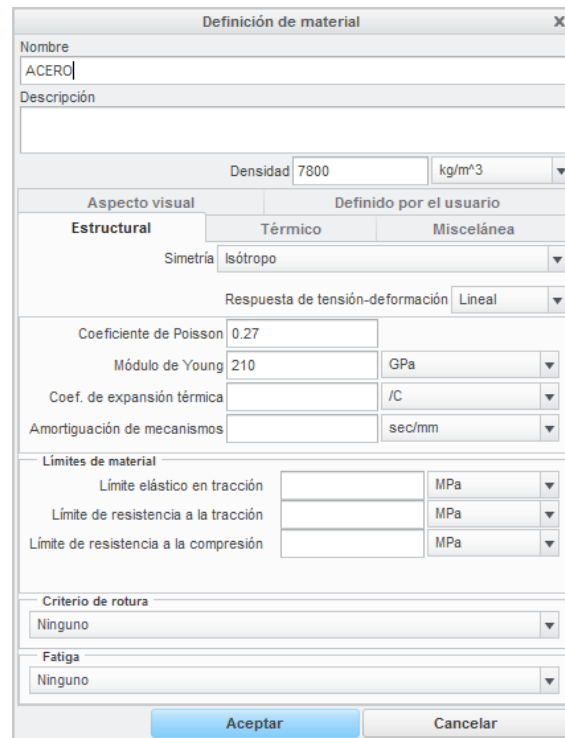 Definición de material X
Nombre
ACERO
Descripción
Densidad 7800 kg/m^3
Aspecto visual Definido por el usuario
Estructural Térmico Miscelánea
Simetría Isótropo
Respuesta de tensión-deformación Lineal
Coeficiente de Poisson 0.27
Módulo de Young 210 GPa
Coef. de expansión térmica /C
Amortiguación de mecanismos sec/mm
Límites de material
Límite elástico en tracción MPa
Límite de resistencia a la tracción MPa
Límite de resistencia a la compresión MPa
Criterio de rotura
Ninguno
Fatiga
Ninguno
Aceptar Cancelar